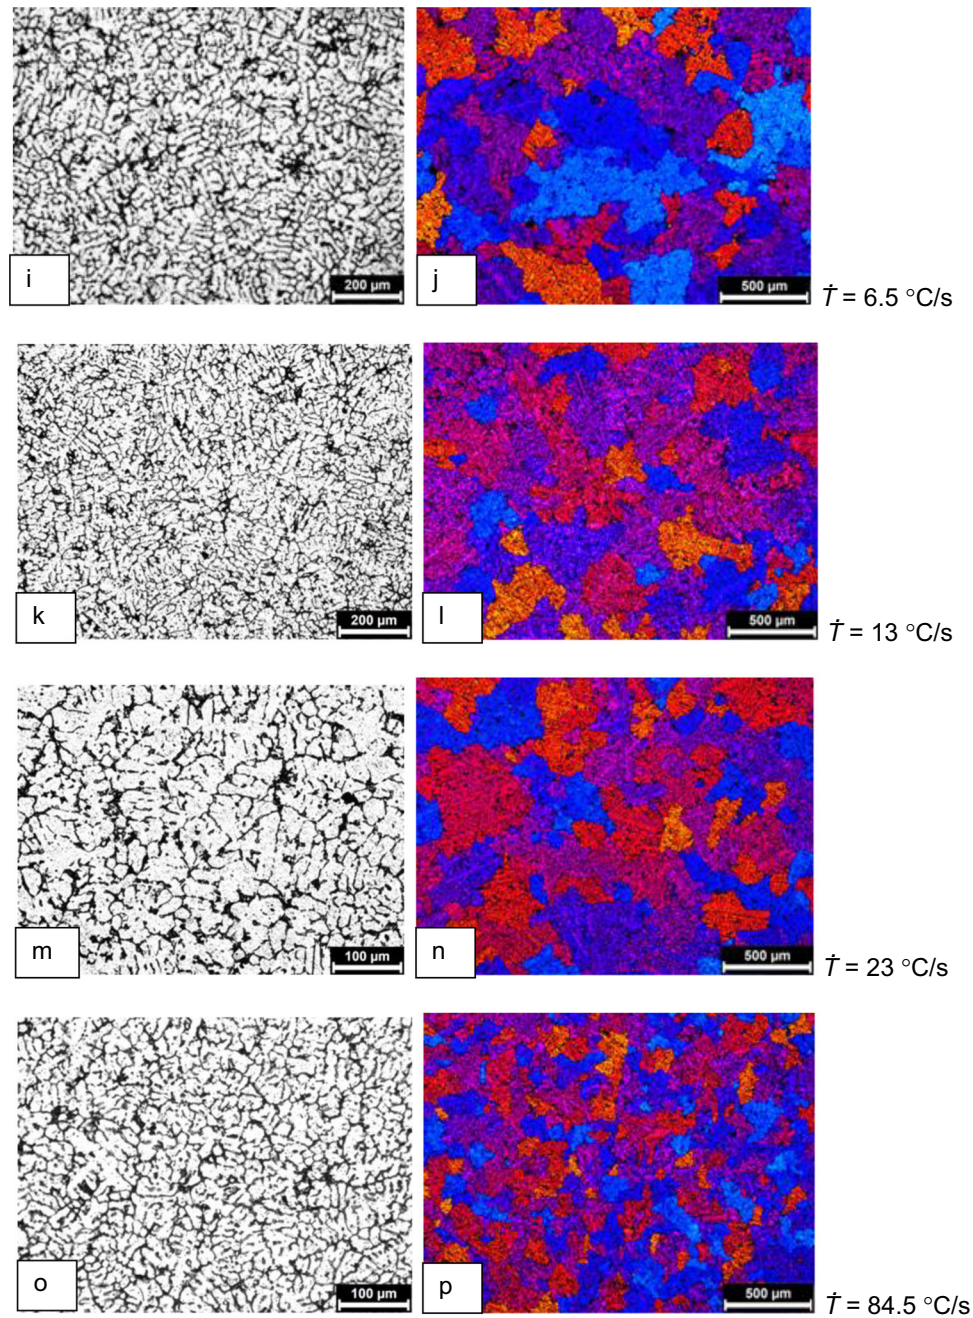 i
200 µm
j
500 µm
Ṫ = 6.5 °C/s
k
200 µm
l
500 µm
Ṫ = 13 °C/s
m
100 µm
n
500 µm
Ṫ = 23 °C/s
o
100 µm
p
500 µm
Ṫ = 84.5 °C/s